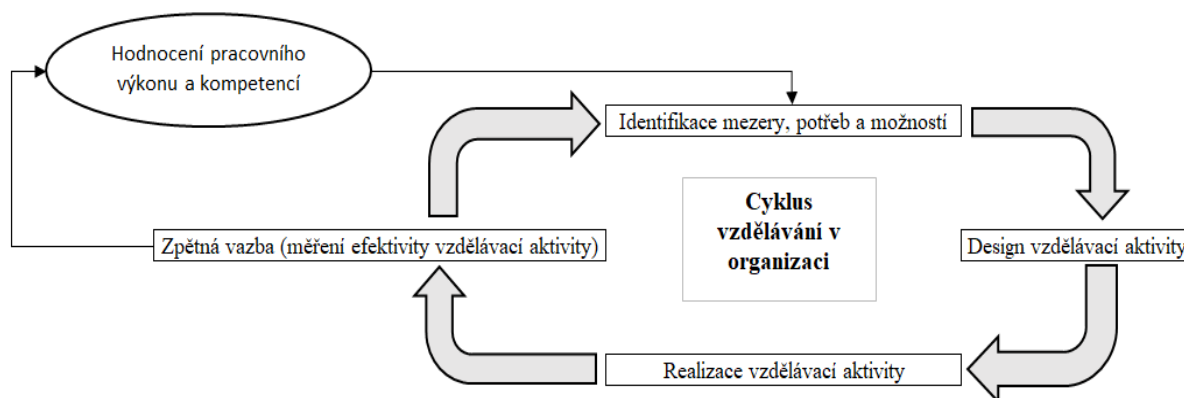 Hodnocení pracovního
výkonu a kompetencí
Identifikace mezery, potřeb a možností
Cyklus
vzdělávání v
organizaci
Zpětná vazba (měření efektivity vzdělávací aktivity)
Design vzdělávací aktivity
Realizace vzdělávací aktivity